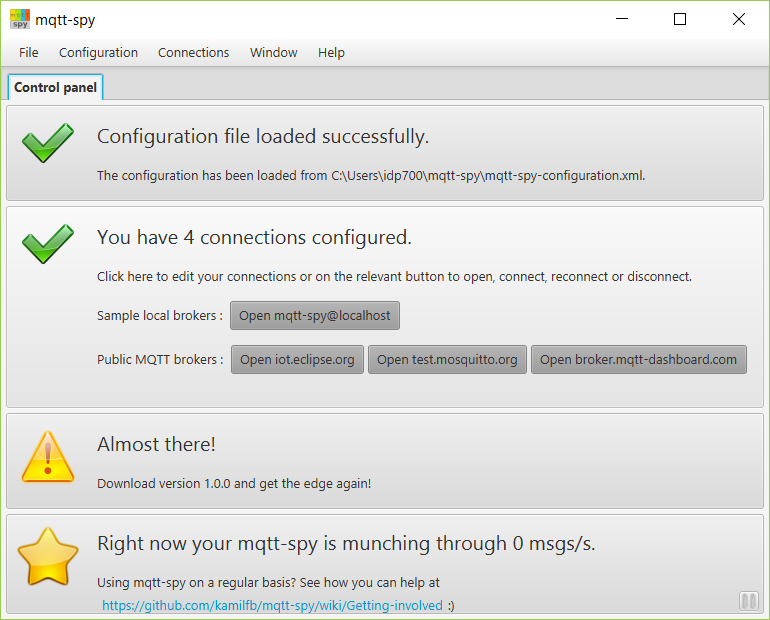 mqtt spy mqtt-spy
File Configuration Connections Window Help
Control panel
Configuration file loaded successfully.
The configuration has been loaded from C:\Users\idp700\mqtt-spy\mqtt-spy-configuration.xml.
You have 4 connections configured.
Click here to edit your connections or on the relevant button to open, connect, reconnect or disconnect.
Sample local brokers : Open mqtt-spy@localhost
Public MQTT brokers : Open iot.eclipse.org Open test.mosquitto.org Open broker.mqtt-dashboard.com
Almost there!
Download version 1.0.0 and get the edge again!
Right now your mqtt-spy is munching through 0 msgs/s.
Using mqtt-spy on a regular basis? See how you can help at
https://github.com/kamilfb/mqtt-spy/wiki/Getting-involved :)